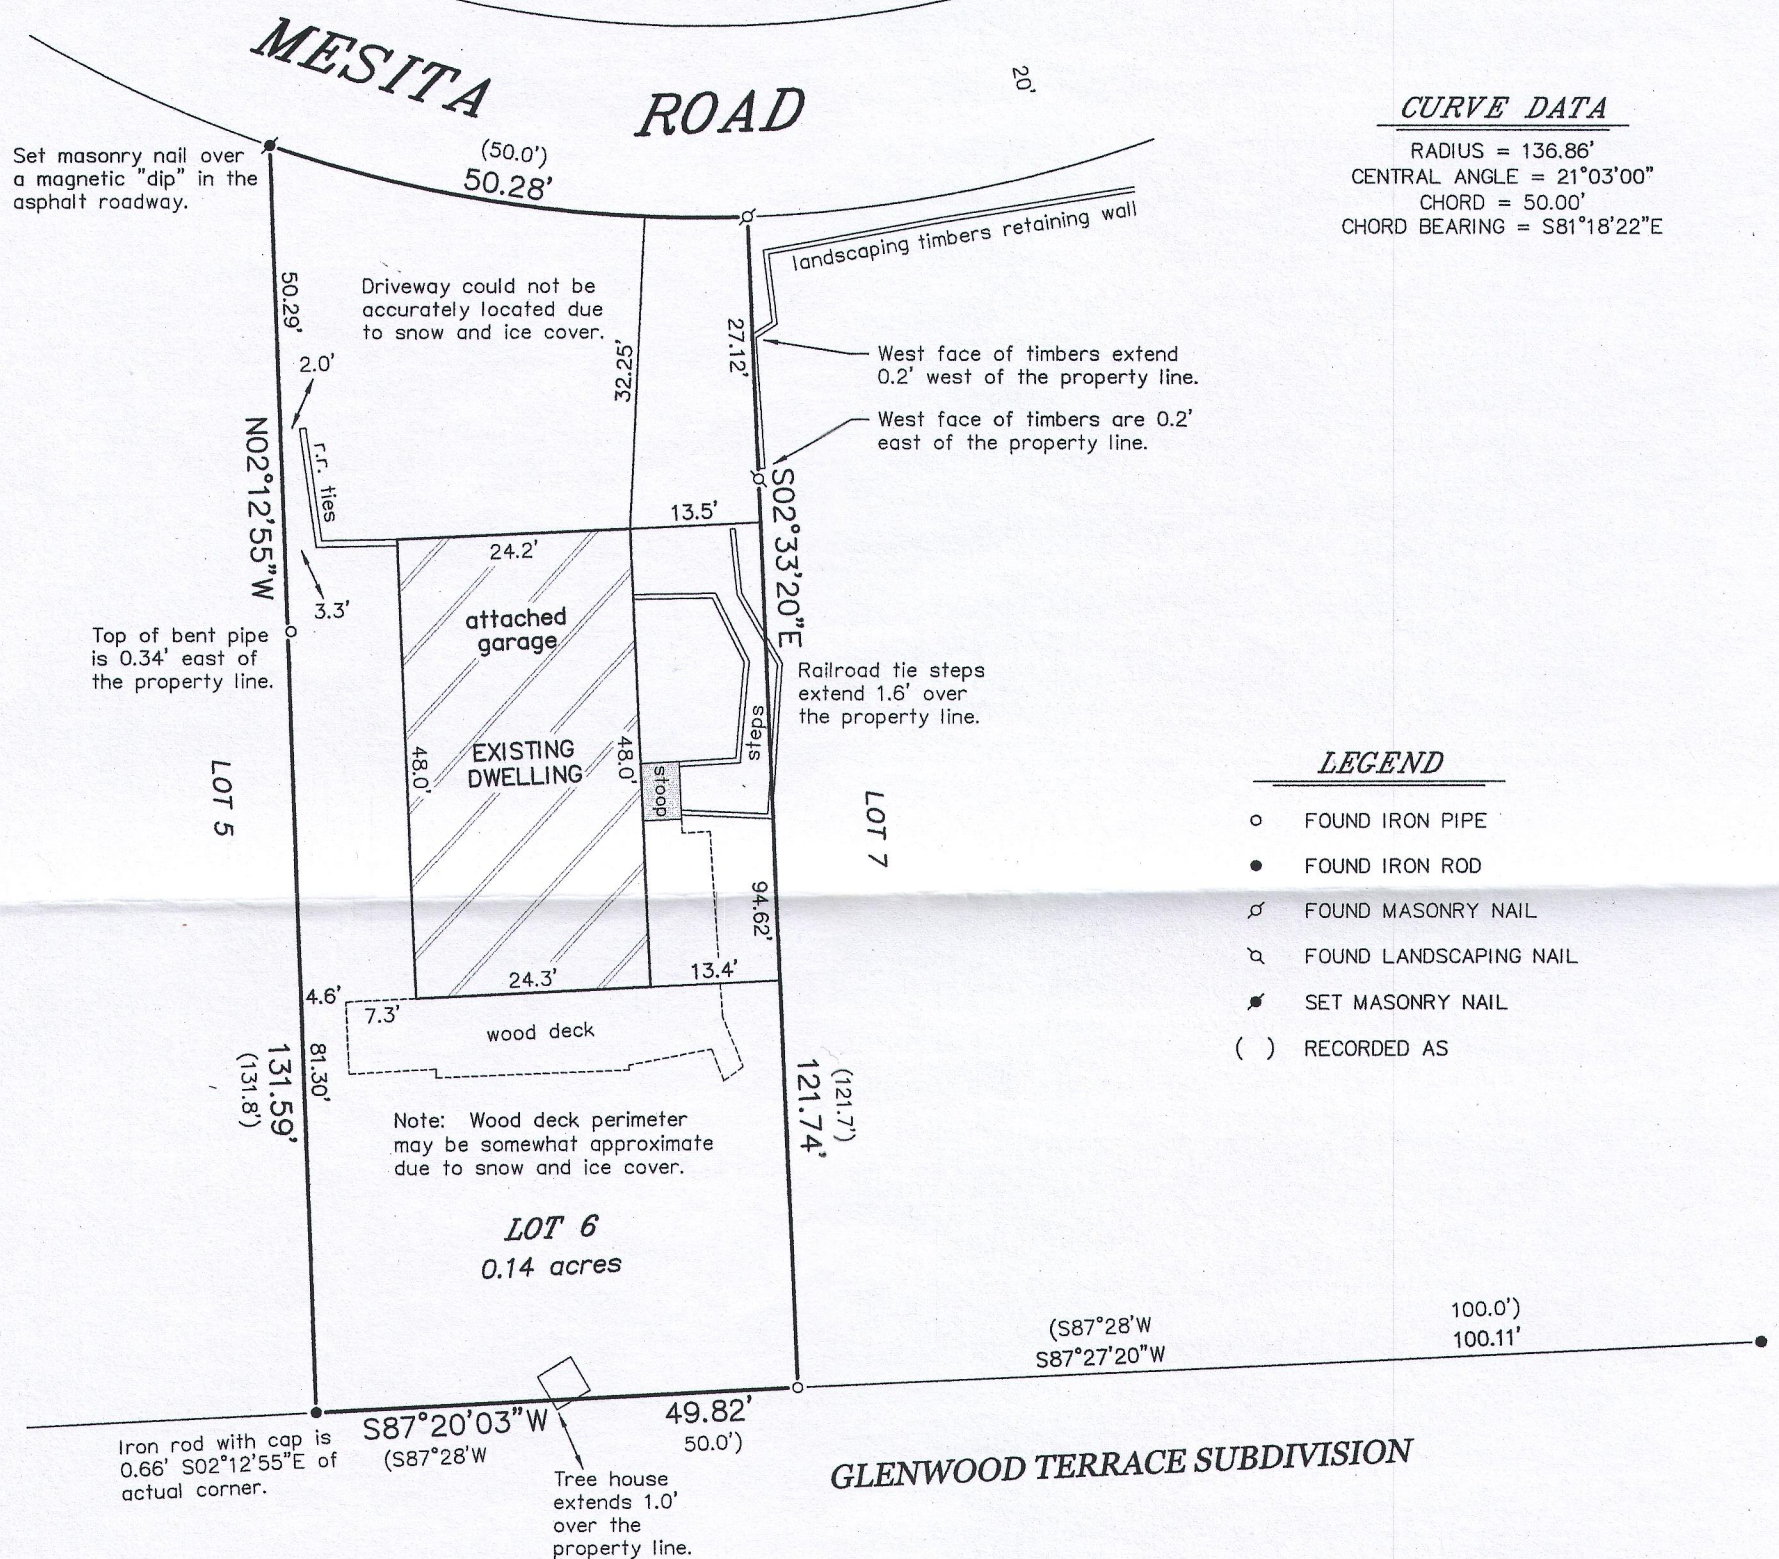 MESITA ROAD
20'
CURVE DATA
RADIUS = 136.86'
CENTRAL ANGLE = 21°03'00"
CHORD = 50.00'
CHORD BEARING = S81°18'22"E
Set masonry nail over
a magnetic "dip" in the
asphalt roadway.
(50.0')
50.28'
landscaping timbers retaining wall
50.29'
Driveway could not be
accurately located due
to snow and ice cover.
32.25'
27.12'
West face of timbers extend
0.2' west of the property line.
West face of timbers are 0.2'
east of the property line.
2.0'
r.r. ties
N02°12'55"W
S02°33'20"E
13.5'
24.2'
3.3'
attached
garage
Top of bent pipe
is 0.34' east of
the property line.
Railroad tie steps
extend 1.6' over
the property line.
steps
EXISTING
DWELLING
48.0'
48.0'
stoop
LOT 5
LOT 7
LEGEND
FOUND IRON PIPE
FOUND IRON ROD
FOUND MASONRY NAIL
FOUND LANDSCAPING NAIL
SET MASONRY NAIL
( ) RECORDED AS
94.62'
24.3'
13.4'
4.6'
7.3'
wood deck
81.30'
131.59'
(131.8')
(121.7')
121.74'
Note: Wood deck perimeter
may be somewhat approximate
due to snow and ice cover.
LOT 6
0.14 acres
(S87°28'W 100.0')
S87°27'20"W 100.11'
S87°20'03"W 49.82'
(S87°28'W 50.0')
Iron rod with cap is
0.66' S02°12'55"E of
actual corner.
Tree house
extends 1.0'
over the
property line.
GLENWOOD TERRACE SUBDIVISION